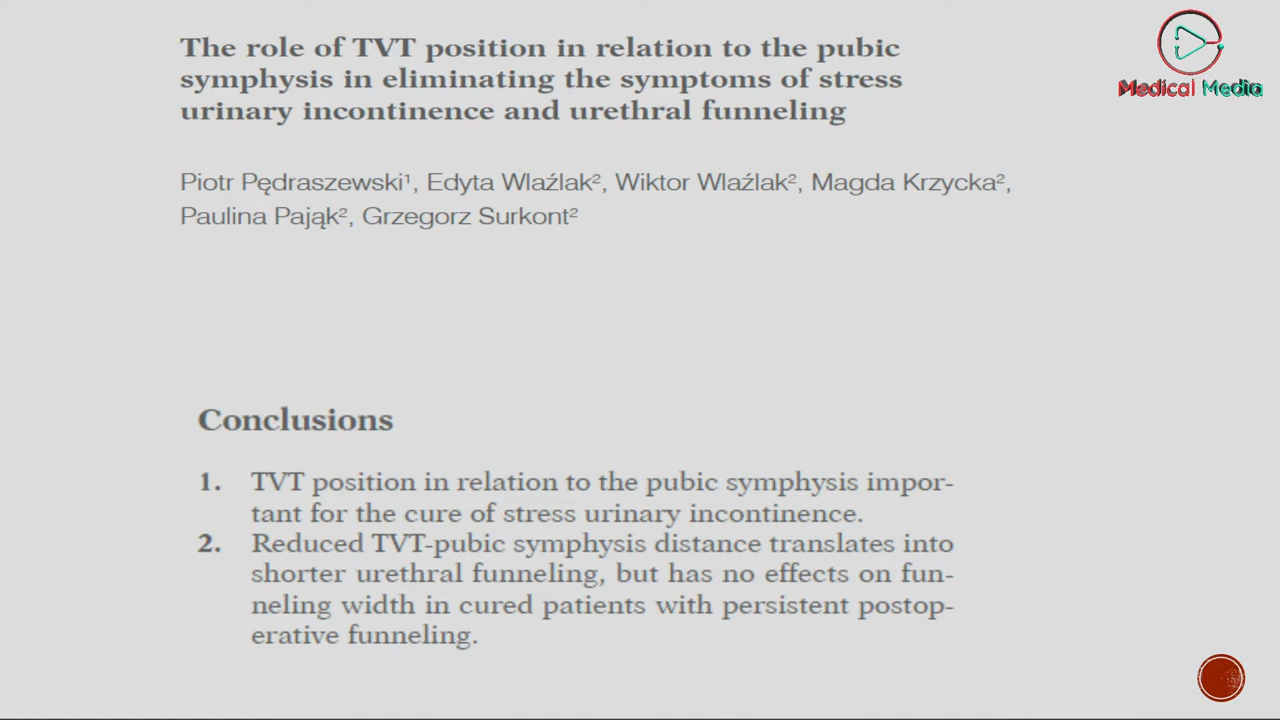 The role of TVT position in relation to the pubic
symphysis in eliminating the symptoms of stress
urinary incontinence and urethral funneling
Piotr Pędraszewski¹, Edyta Wlaźlak², Wiktor Wlaźlak², Magda Krzycka²,
Paulina Pająk², Grzegorz Surkont²
Medical Media
Conclusions
1. TVT position in relation to the pubic symphysis impor-
tant for the cure of stress urinary incontinence.
2. Reduced TVT-pubic symphysis distance translates into
shorter urethral funneling, but has no effects on fun-
neling width in cured patients with persistent postop-
erative funneling.